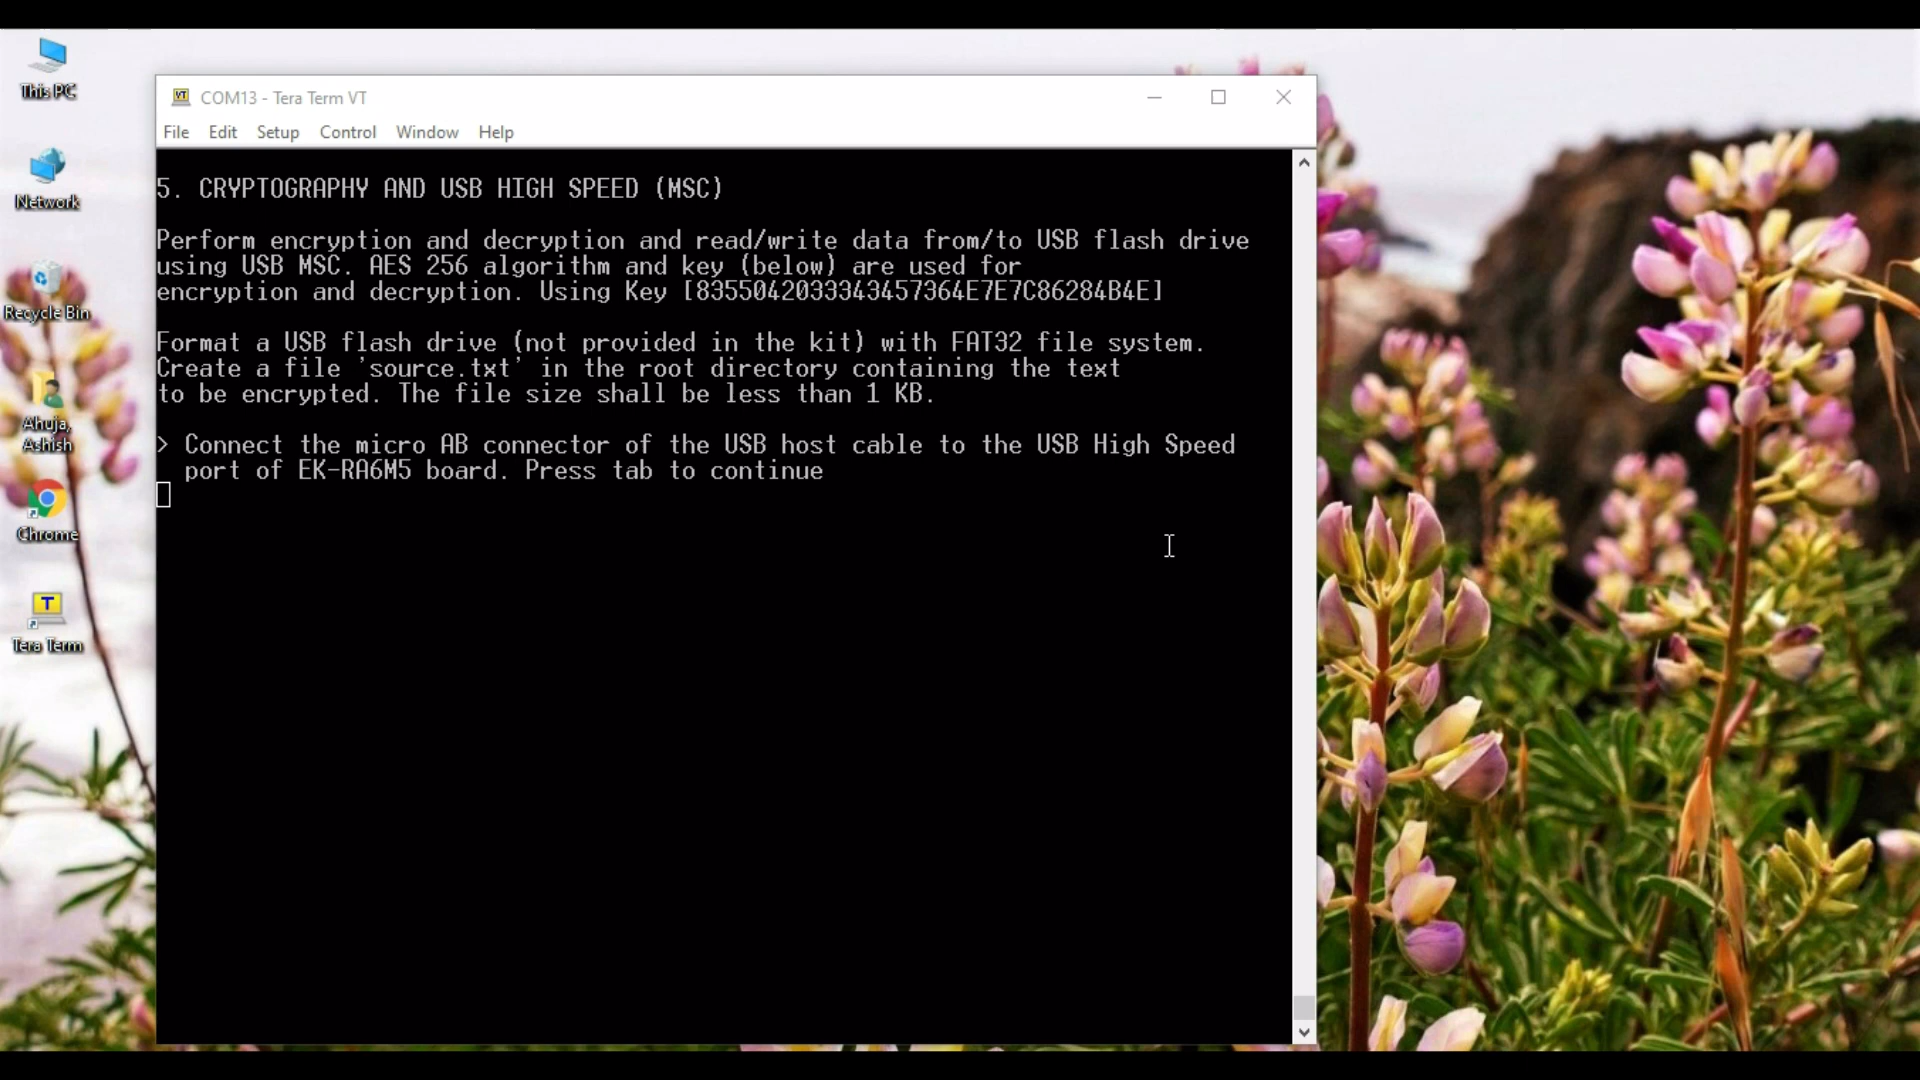 This PC
Network
Recycle Bin
Ahuja,
Ashish
Chrome
T
Tera Term
VT
COM13 - Tera Term VT
File Edit Setup Control Window Help
5. CRYPTOGRAPHY AND USB HIGH SPEED (MSC)
Perform encryption and decryption and read/write data from/to USB flash drive
using USB MSC. AES 256 algorithm and key (below) are used for
encryption and decryption. Using Key [8355042033343457364E7E7C86284B4E]
Format a USB flash drive (not provided in the kit) with FAT32 file system.
Create a file 'source.txt' in the root directory containing the text
to be encrypted. The file size shall be less than 1 KB.
> Connect the micro AB connector of the USB host cable to the USB High Speed
port of EK-RA6M5 board. Press tab to continue